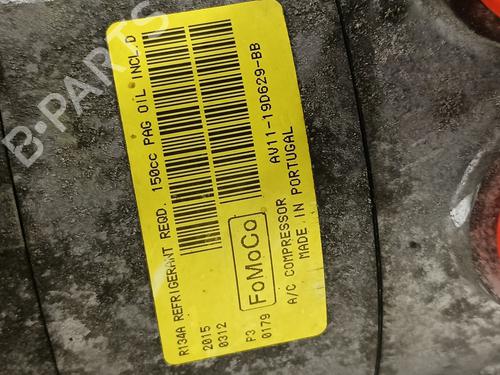 R134A REFRIGERANT REQD. 150cc PAG OIL INCL.D
2015
0312
P3
0179
FoMoCo
AV11-19D629-BB
A/C COMPRESSOR
MADE IN PORTUGAL
B-PARTS